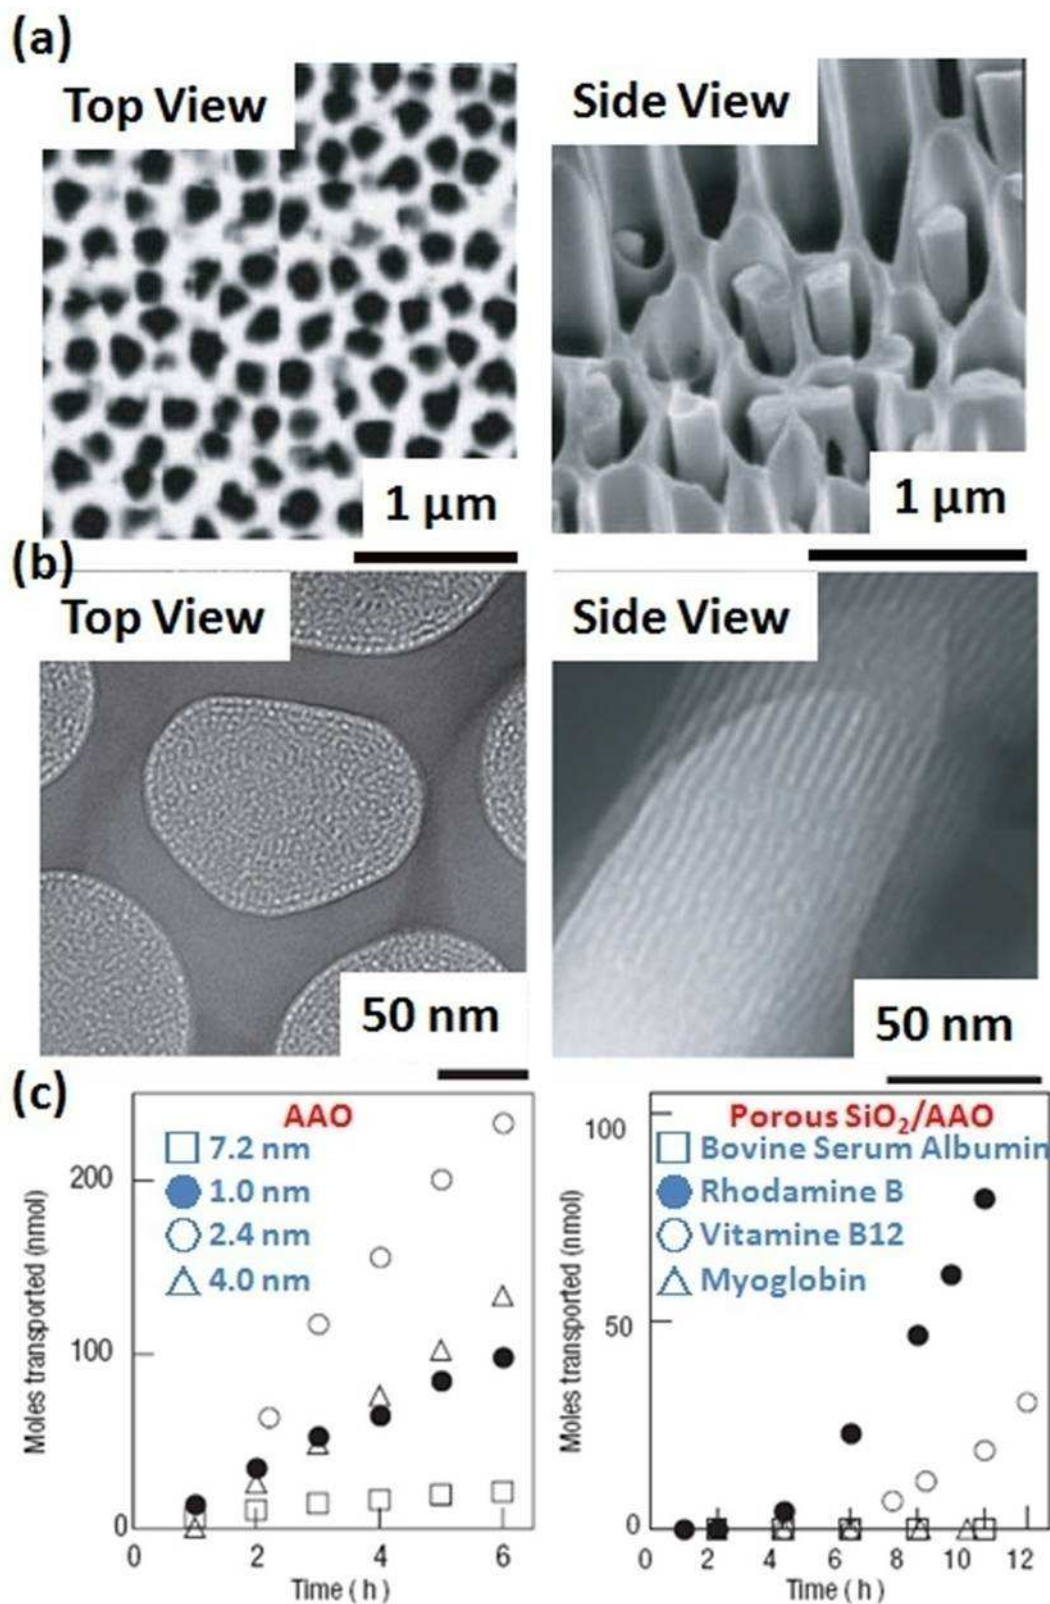 (a)
Top View
Side View
1 μm
1 μm
(b)
Top View
Side View
50 nm
50 nm
(c)
AAO
7.2 nm
1.0 nm
2.4 nm
4.0 nm
Moles transported (nmol)
200
100
0
0 2 4 6
Time ( h )
Porous SiO₂/AAO
Bovine Serum Albumin
Rhodamine B
Vitamine B12
Myoglobin
Moles transported (nmol)
100
50
0
0 2 4 6 8 10 12
Time ( h )